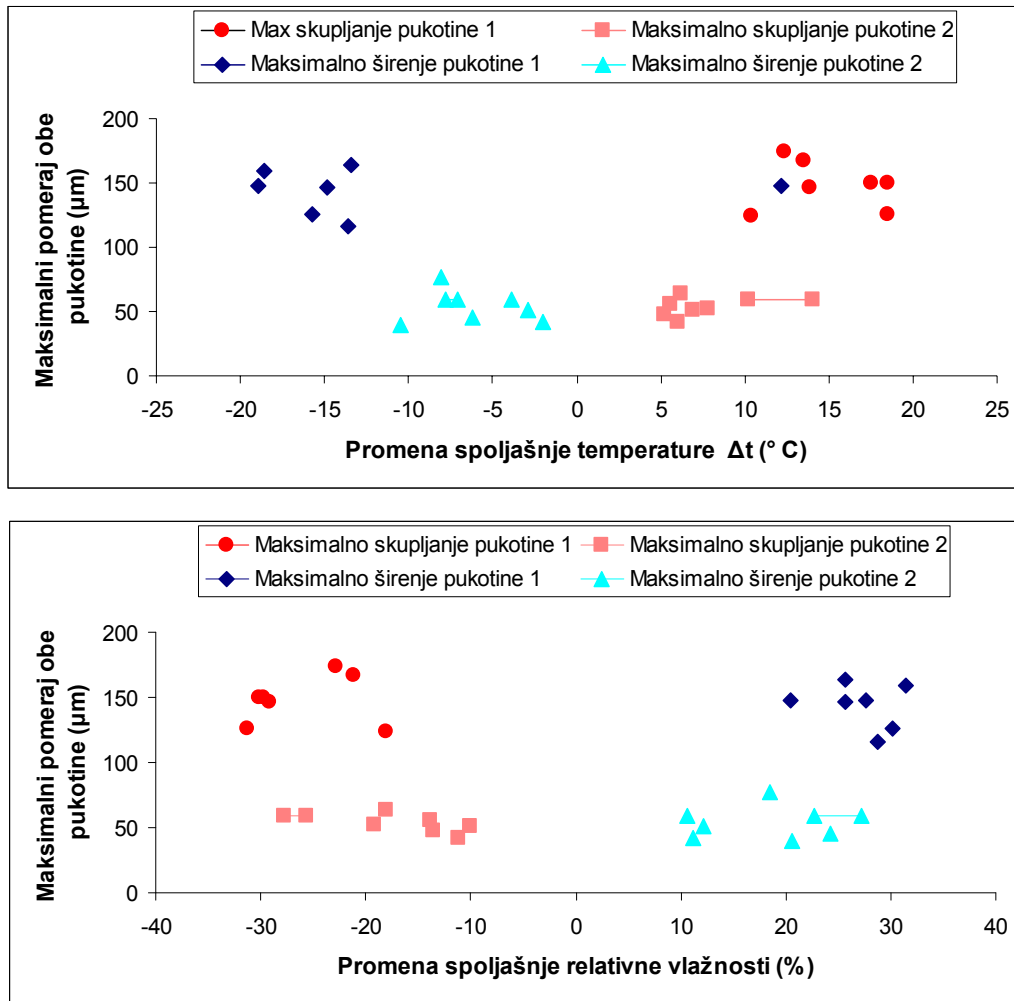 Max skupljanje pukotine 1
Maksimalno skupljanje pukotine 2
Maksimalno širenje pukotine 1
Maksimalno širenje pukotine 2
Maksimalni pomeraj obe
pukotine (µm)
200
150
100
50
0
-25 -20 -15 -10 -5 0 5 10 15 20 25
Promena spoljašnje temperature Δt (° C)
Maksimalno skupljanje pukotine 1
Maksimalno skupljanje pukotine 2
Maksimalno širenje pukotine 1
Maksimalno širenje pukotine 2
Maksimalni pomeraj obe
pukotine (µm)
200
150
100
50
0
-40 -30 -20 -10 0 10 20 30 40
Promena spoljašnje relativne vlažnosti (%)